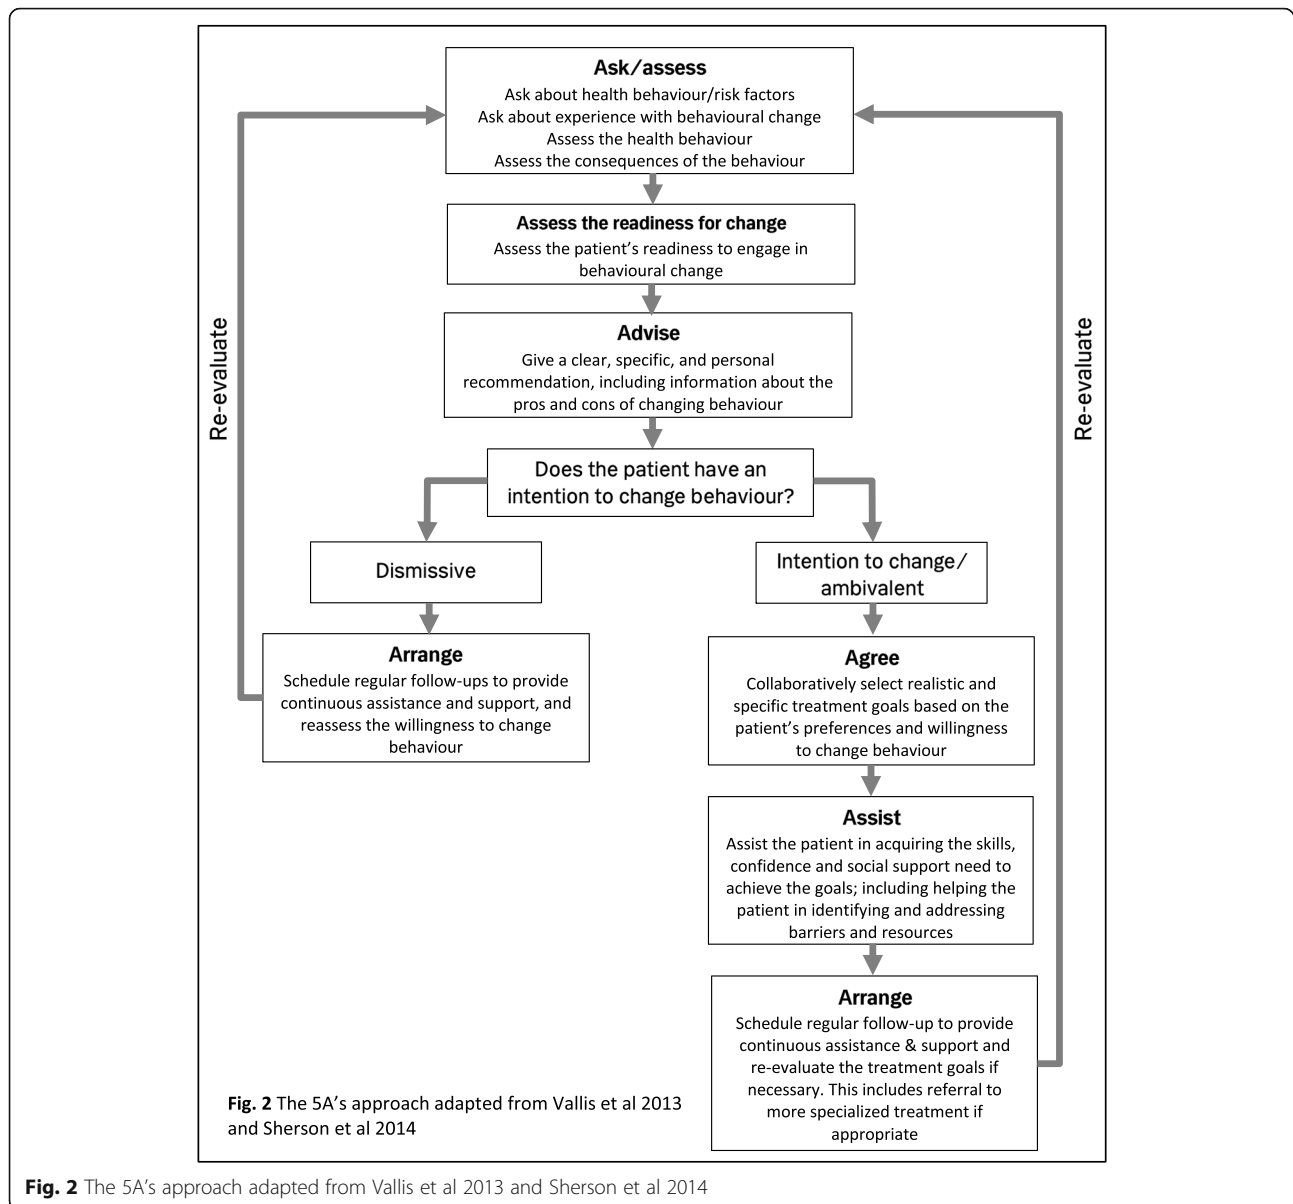 Ask/assess
Ask about health behaviour/risk factors
Ask about experience with behavioural change
Assess the health behaviour
Assess the consequences of the behaviour
Assess the readiness for change
Assess the patient's readiness to engage in
behavioural change
Advise
Give a clear, specific, and personal
recommendation, including information about the
pros and cons of changing behaviour
Re-evaluate
Re-evaluate
Does the patient have an
intention to change behaviour?
Dismissive
Intention to change/
ambivalent
Arrange
Schedule regular follow-ups to provide
continuous assistance and support, and
reassess the willingness to change
behaviour
Agree
Collaboratively select realistic and
specific treatment goals based on the
patient's preferences and willingness
to change behaviour
Assist
Assist the patient in acquiring the skills,
confidence and social support need to
achieve the goals; including helping the
patient in identifying and addressing
barriers and resources
Arrange
Schedule regular follow-up to provide
continuous assistance & support and
re-evaluate the treatment goals if
necessary. This includes referral to
more specialized treatment if
appropriate
Fig. 2 The 5A's approach adapted from Vallis et al 2013
and Sherson et al 2014
Fig. 2 The 5A's approach adapted from Vallis et al 2013 and Sherson et al 2014